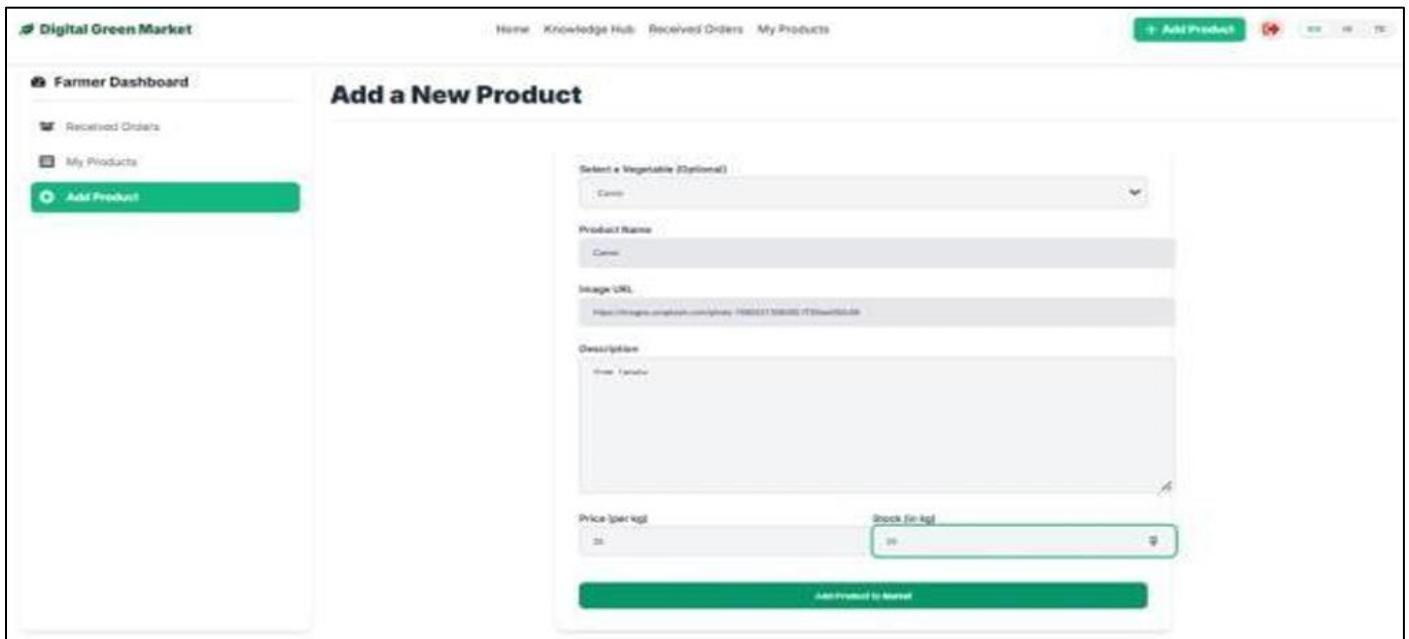 Digital Green Market
Home Knowledge Hub Received Orders My Products
+ Add Product
Farmer Dashboard
Received Orders
My Products
Add Product
Add a New Product
Select a Vegetable (Optional)
Product Name
Image URL
Description
Price (per kg) Stock (in kg)
Add Product to Market